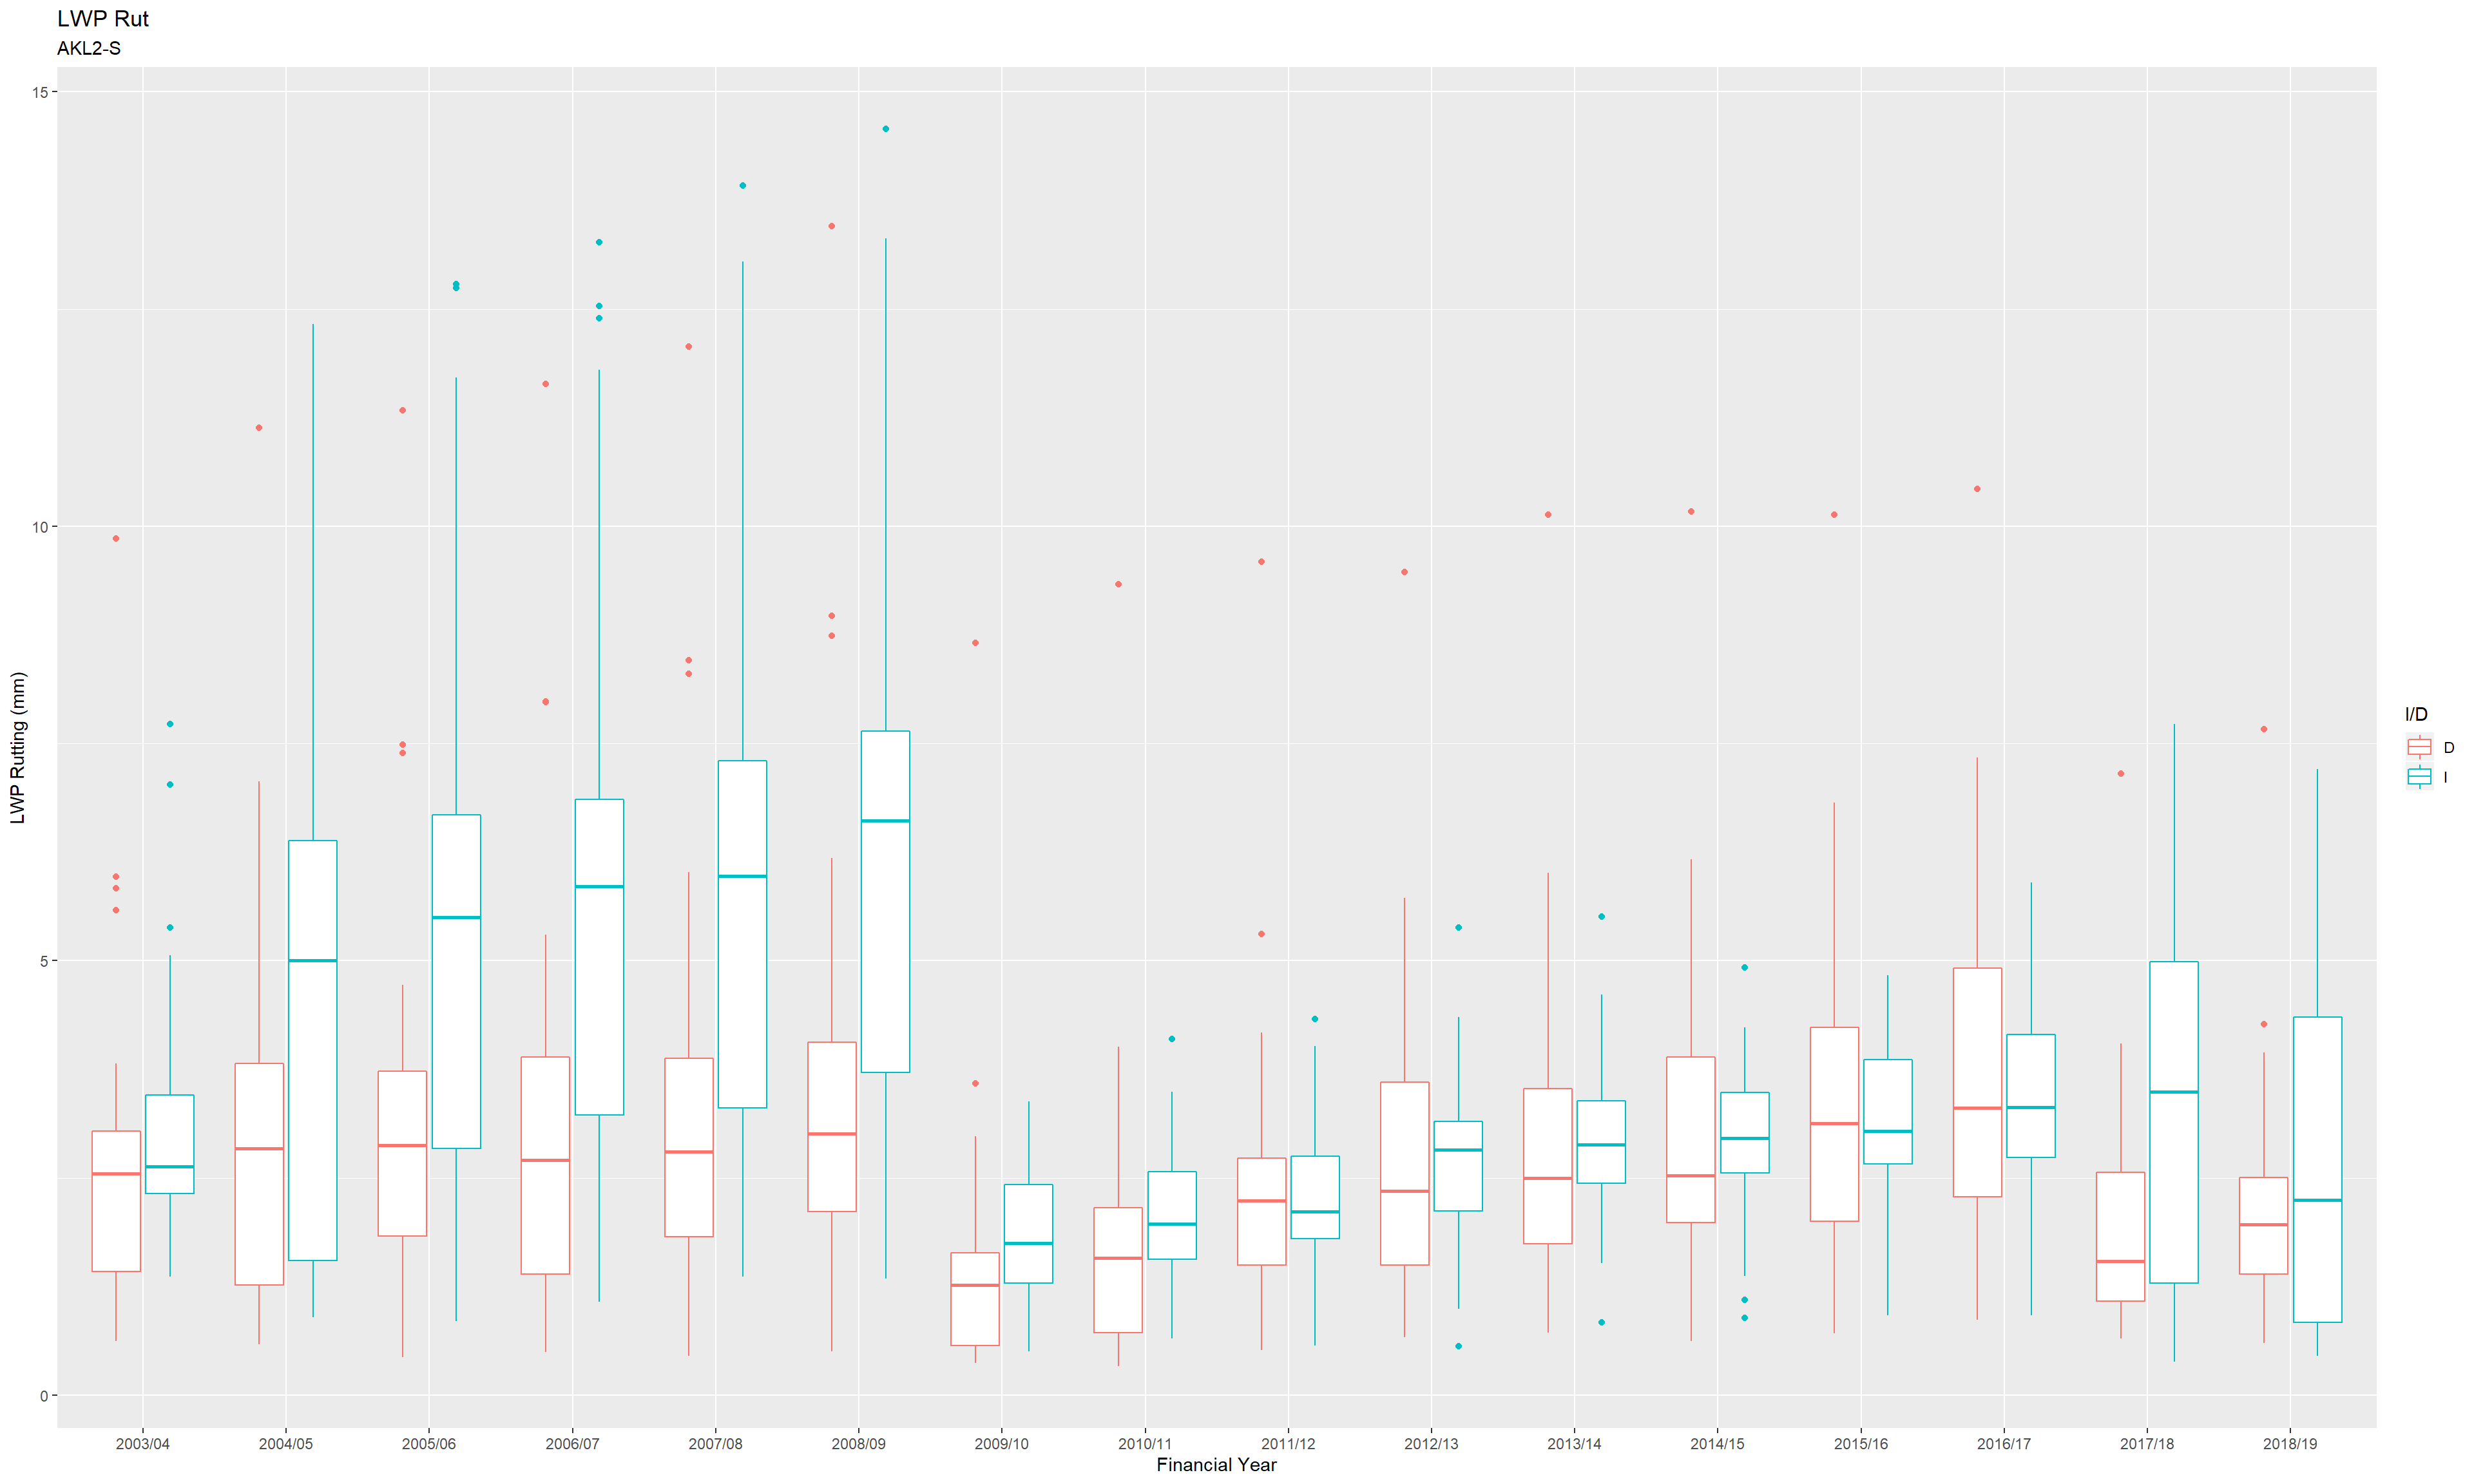 LWP Rut
AKL2-S
15
10
5
0
LWP Rutting (mm)
2003/04 2004/05 2005/06 2006/07 2007/08 2008/09 2009/10 2010/11 2011/12 2012/13 2013/14 2014/15 2015/16 2016/17 2017/18 2018/19
Financial Year
I/D
D
I